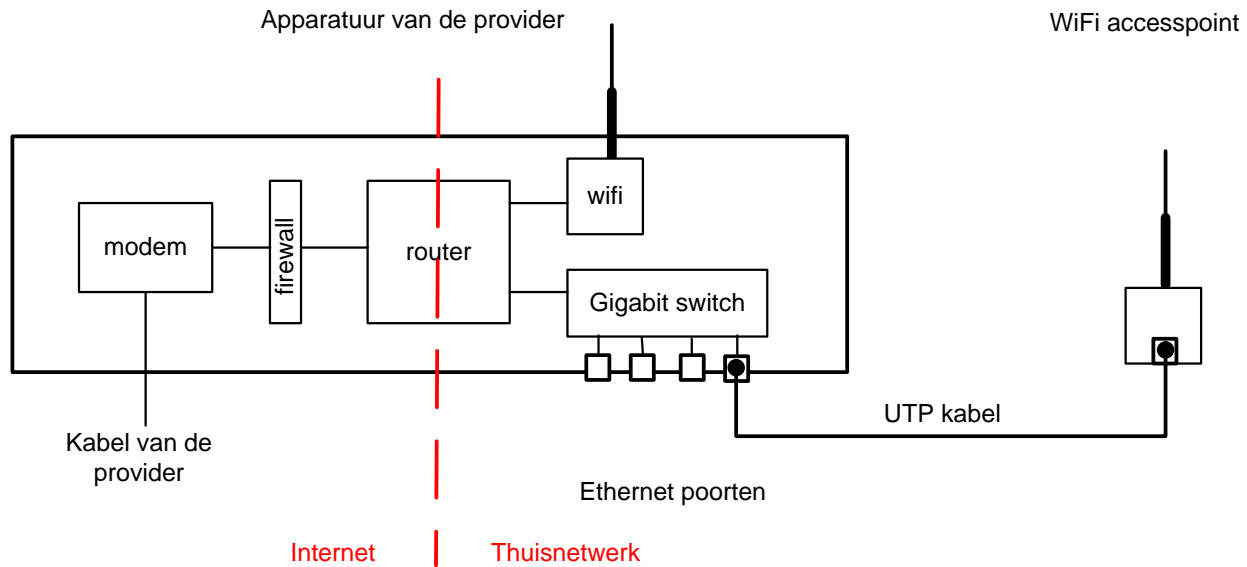 Apparatuur van de provider
WiFi accesspoint
wifi
modem
firewall
router
Gigabit switch
UTP kabel
Kabel van de
provider
Ethernet poorten
Internet
Thuisnetwerk